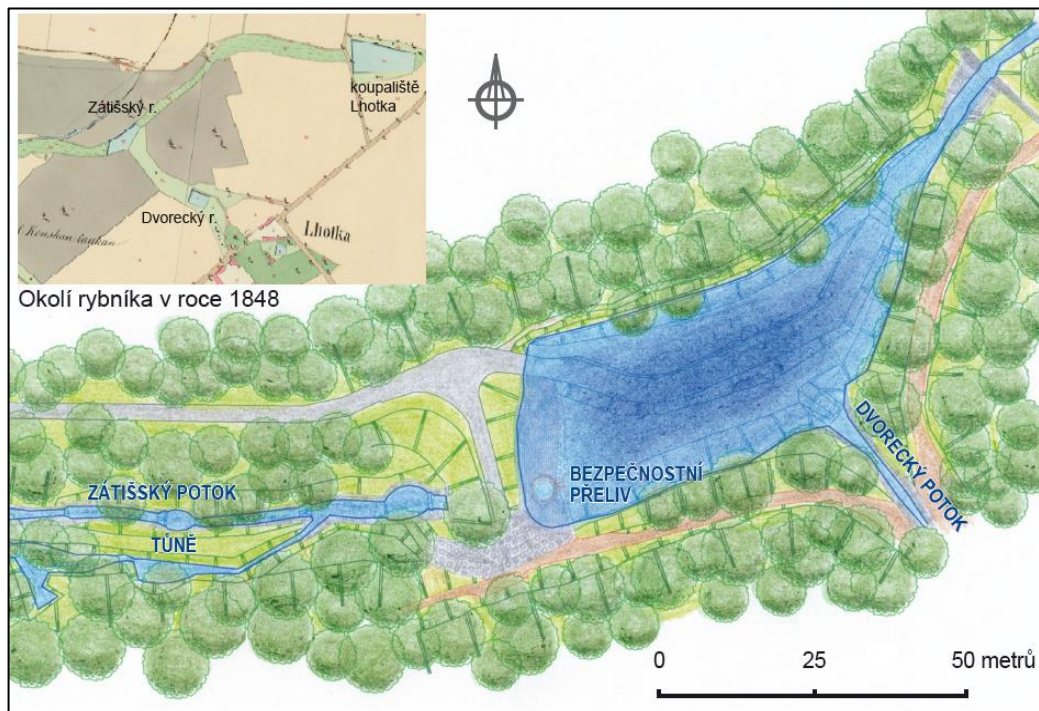 Zátišský r.
koupaliště
Lhotka
Dvorecký r.
Lhotka
Okolí rybníka v roce 1848
ZÁTIŠSKÝ POTOK
TŮNĚ
BEZPEČNOSTNÍ
PŘELIV
DVORECKÝ POTOK
0 25 50 metrů